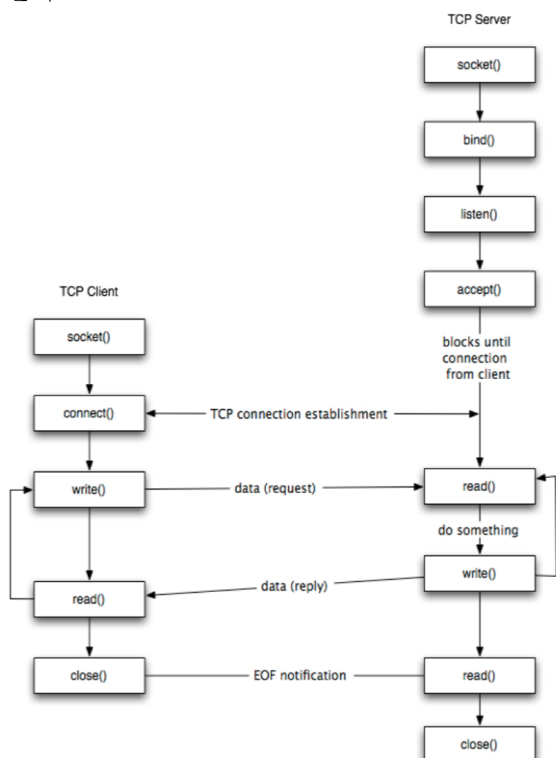 TCP Server
socket()
bind()
listen()
accept()
TCP Client
socket()
blocks until
connection
from client
connect()
TCP connection establishment
write()
data (request)
read()
do something
write()
data (reply)
read()
close()
EOF notification
read()
close()